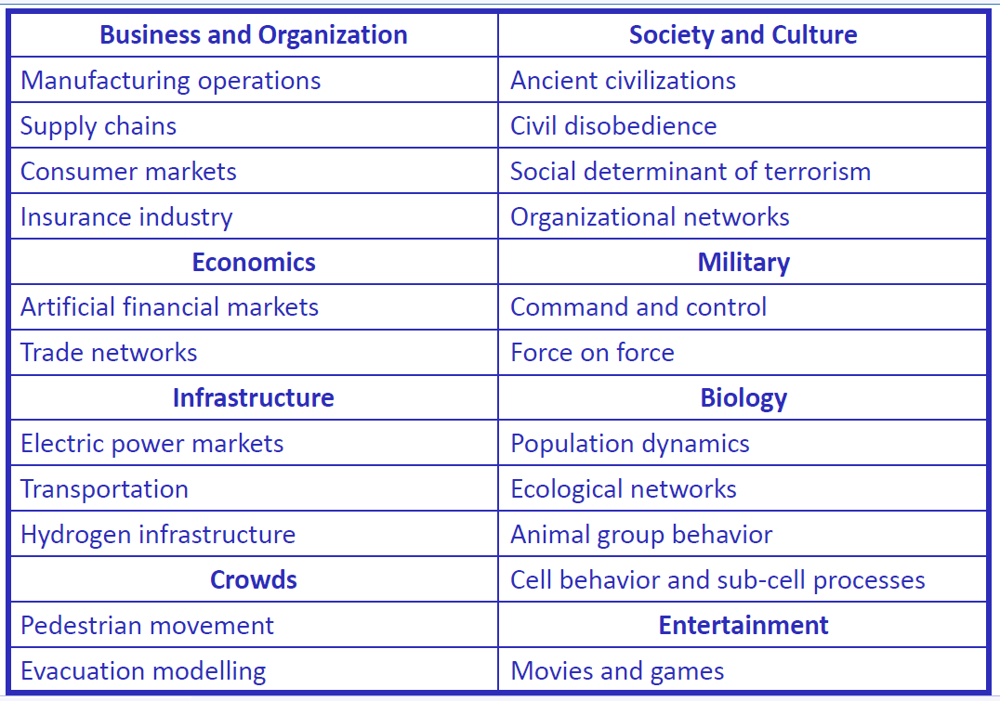 Business and Organization
Society and Culture
Manufacturing operations
Ancient civilizations
Supply chains
Civil disobedience
Consumer markets
Social determinant of terrorism
Insurance industry
Organizational networks
Economics
Military
Artificial financial markets
Command and control
Trade networks
Force on force
Infrastructure
Biology
Electric power markets
Population dynamics
Transportation
Ecological networks
Hydrogen infrastructure
Animal group behavior
Crowds
Cell behavior and sub-cell processes
Pedestrian movement
Entertainment
Evacuation modelling
Movies and games